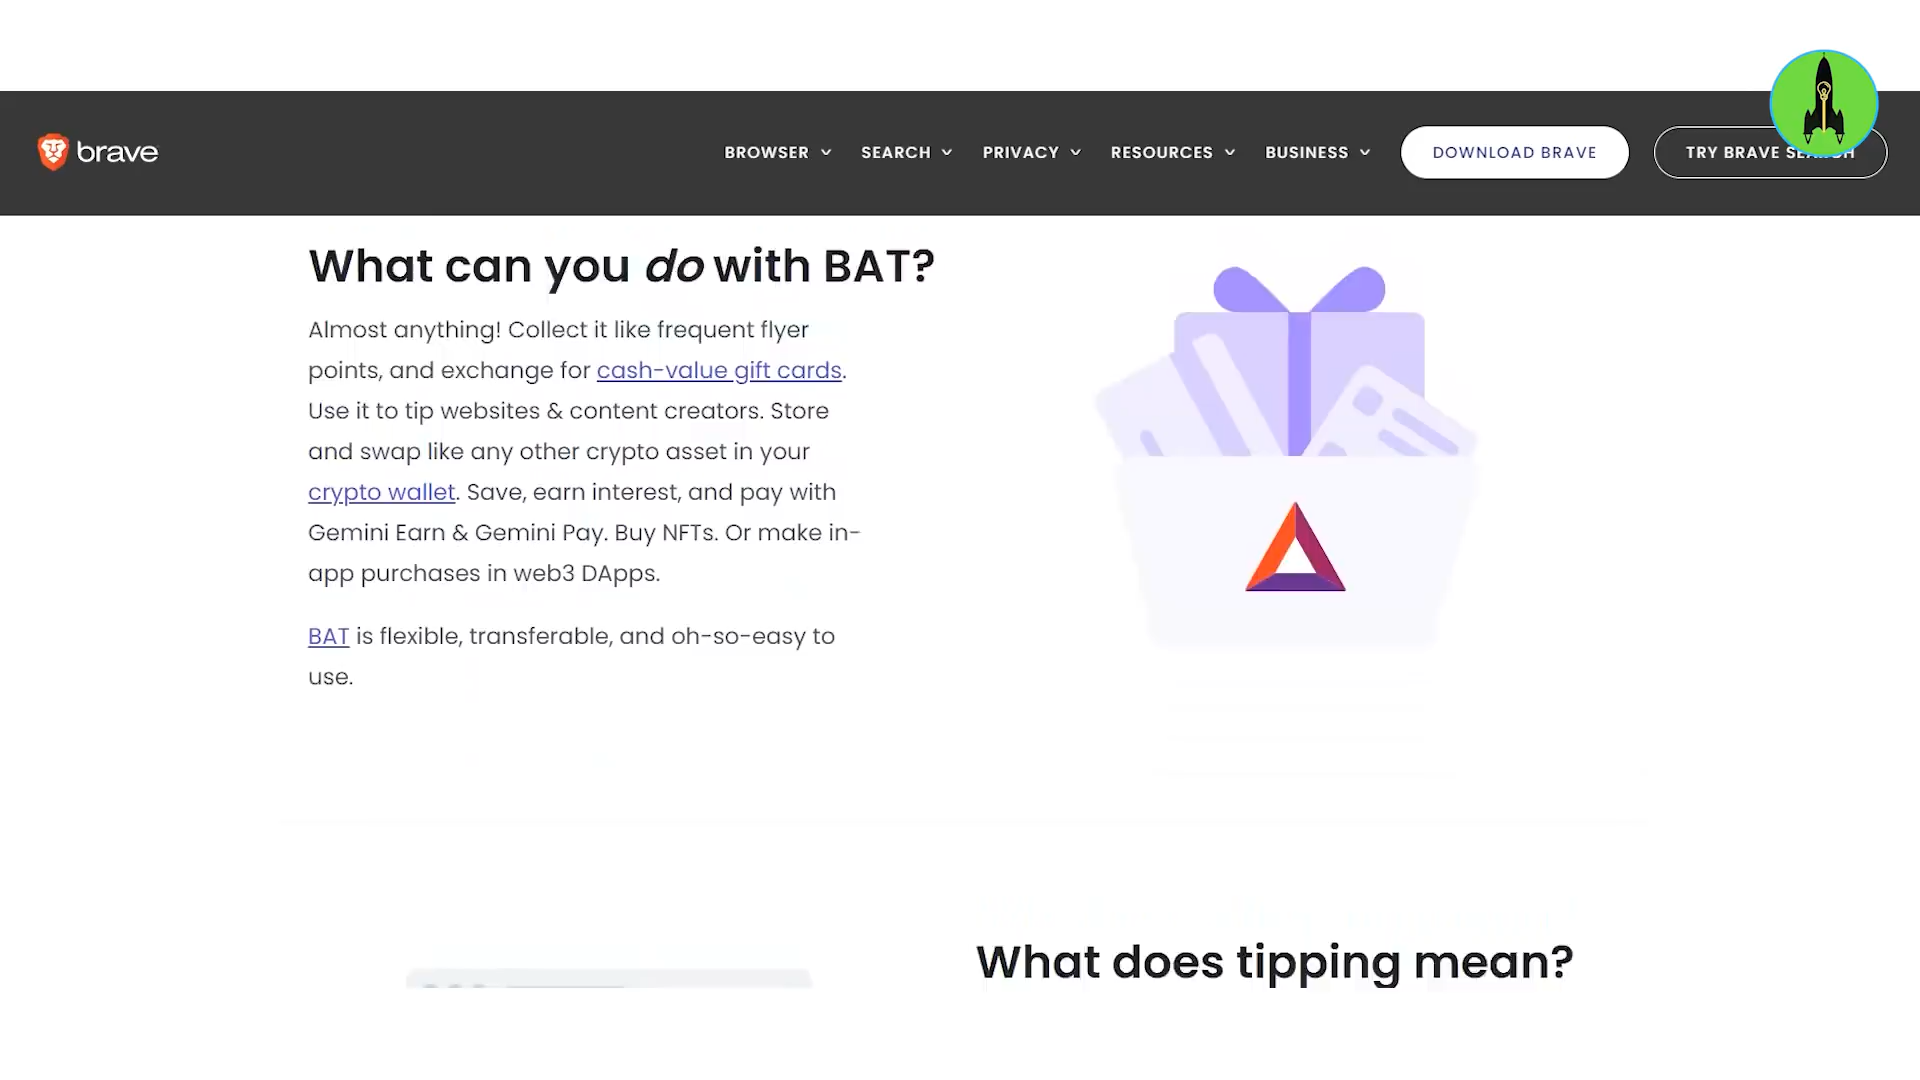 brave
BROWSER
SEARCH
PRIVACY
RESOURCES
BUSINESS
DOWNLOAD BRAVE
TRY BRAVE SEARCH
What can you do with BAT?
Almost anything! Collect it like frequent flyer
points, and exchange for cash-value gift cards.
Use it to tip websites & content creators. Store
and swap like any other crypto asset in your
crypto wallet. Save, earn interest, and pay with
Gemini Earn & Gemini Pay. Buy NFTs. Or make in-
app purchases in web3 DApps.
BAT is flexible, transferable, and oh-so-easy to
use.
What does tipping mean?